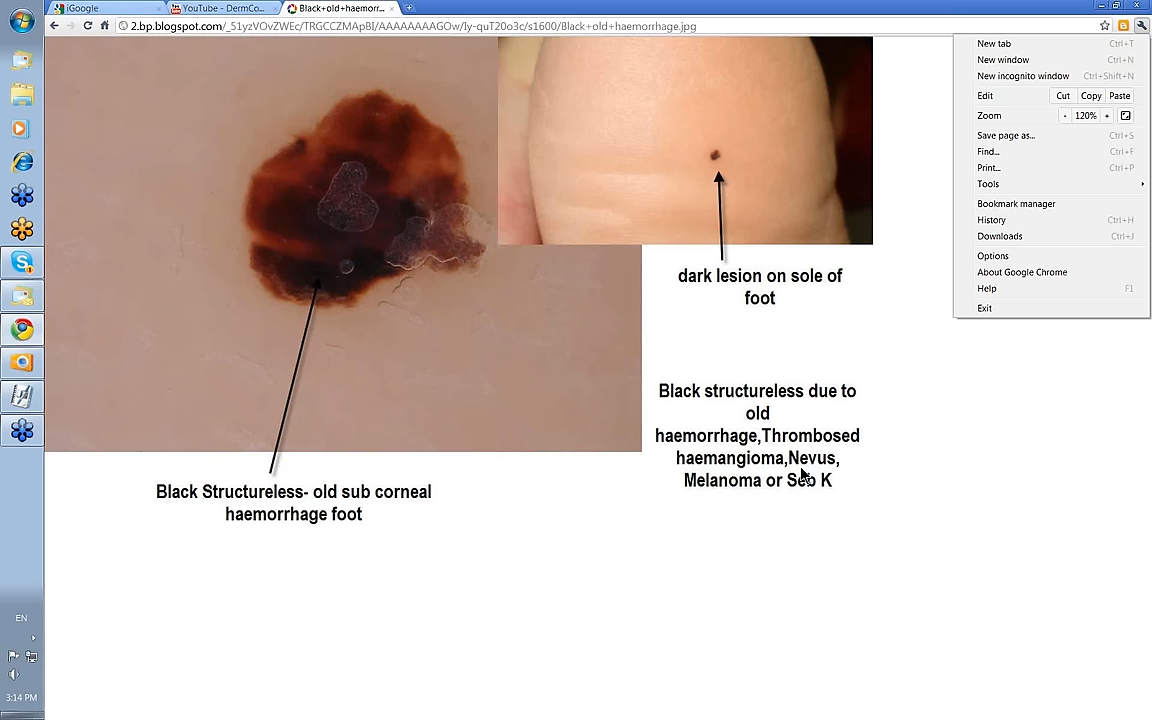 iGoogle
YouTube - DermCo...
Black+old+haemorr...
2.bp.blogspot.com/_51yzVOvZWEc/TRGCCZMApBI/AAAAAAAAGOw/Iy-quT20o3c/s1600/Black+old+haemorrhage.jpg
New tab Ctrl+T
New window Ctrl+N
New incognito window Ctrl+Shift+N
Edit Cut Copy Paste
Zoom - 120% +
Save page as... Ctrl+S
Find... Ctrl+F
Print... Ctrl+P
Tools
Bookmark manager
History Ctrl+H
Downloads Ctrl+J
Options
About Google Chrome
Help F1
Exit
dark lesion on sole of
foot
Black structureless due to
old
haemorrhage,Thrombosed
haemangioma,Nevus,
Melanoma or Seb K
Black Structureless- old sub corneal
haemorrhage foot
EN
3:14 PM